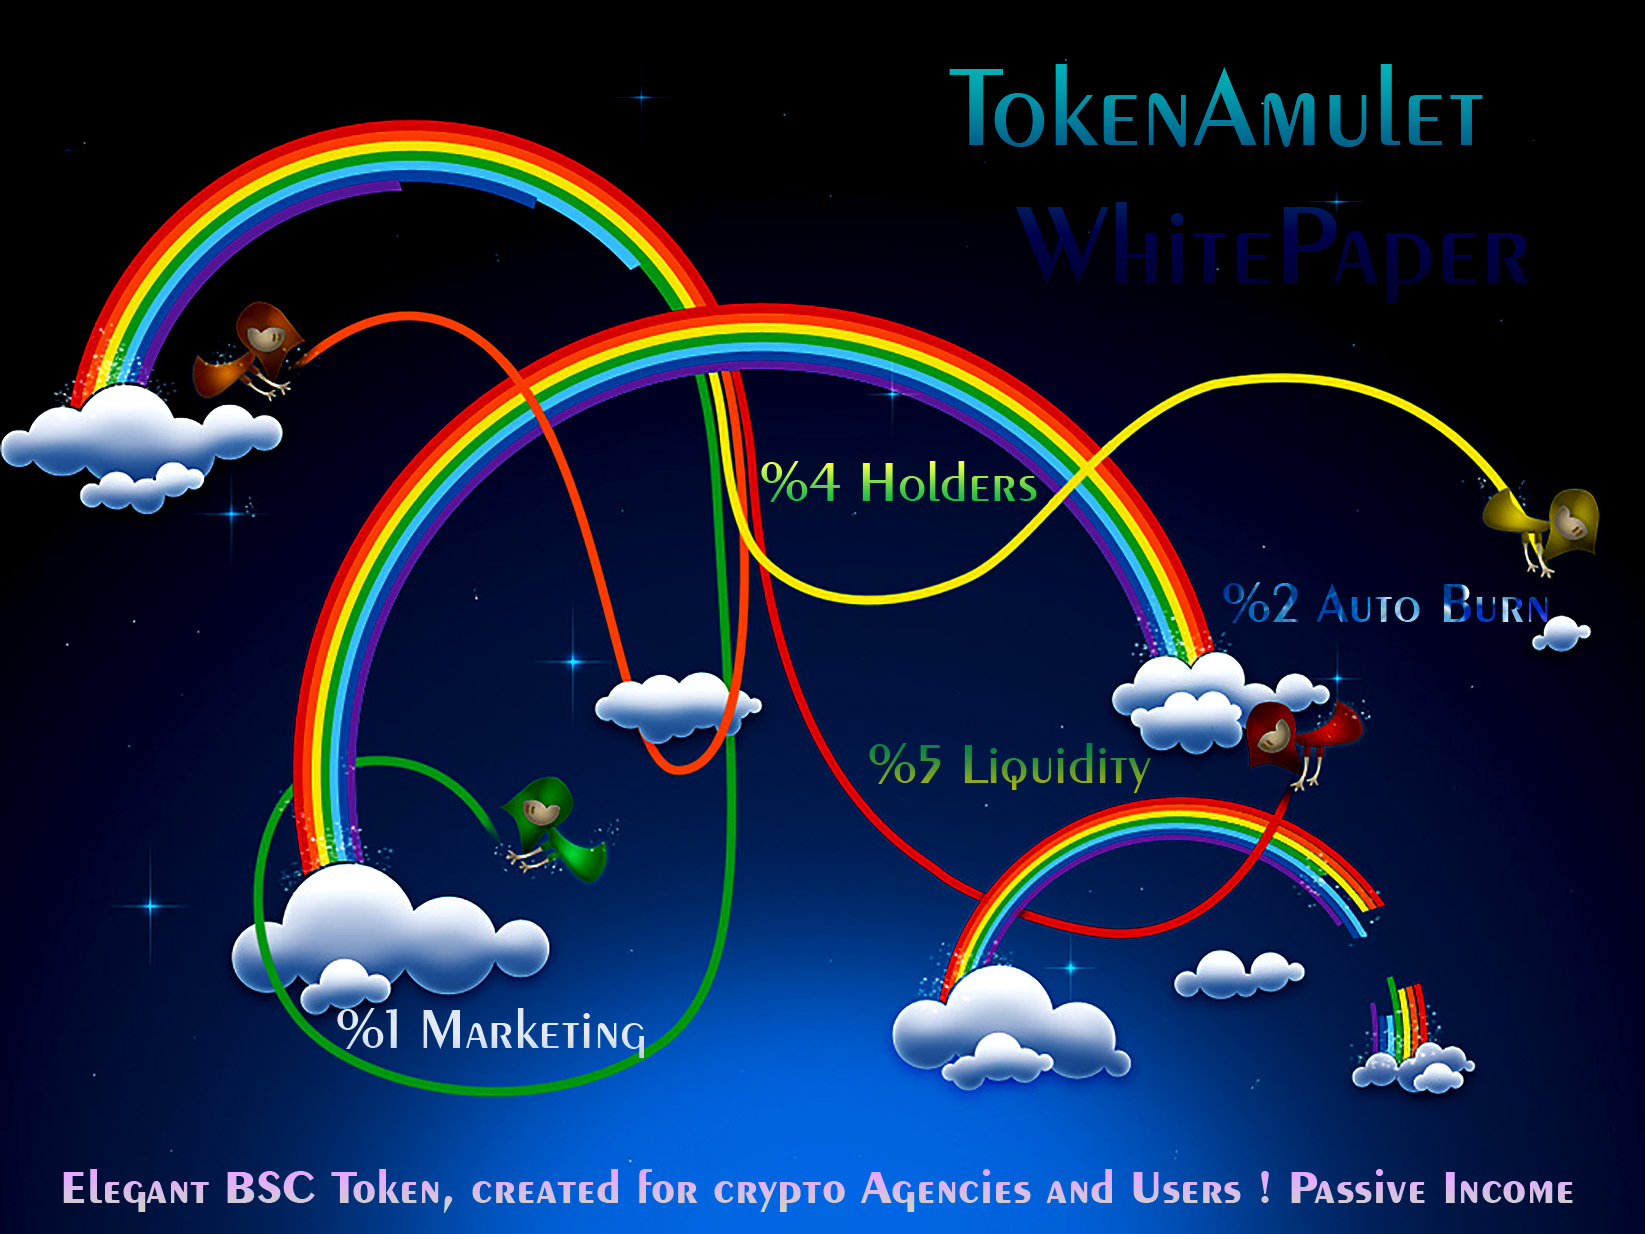 TokenAmulet
WhitePaper
%4 Holders
%2 Auto Burn
%5 Liquidity
%1 Marketing
Elegant BSC Token, created for crypto Agencies and Users ! Passive Income